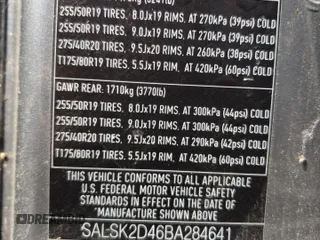 255/50R19 TIRES, 8.0Jx19 RIMS, AT 270kPa (39psi) COLD
255/50R19 TIRES, 9.0Jx19 RIMS, AT 270kPa (39psi) COLD
275/40R20 TIRES, 9.5Jx20 RIMS, AT 260kPa (38psi) COLD
T175/80R19 TIRES, 5.5Jx19 RIM, AT 420kPa (60psi) COLD
GAWR REAR. 1710kg (3770lb)
255/50R19 TIRES, 8.0Jx19 RIMS, AT 300kPa (44psi) COLD
255/50R19 TIRES, 9.0Jx19 RIMS, AT 300kPa (44psi) COLD
275/40R20 TIRES, 9.5Jx20 RIMS, AT 290kPa (42psi) COLD
T175/80R19 TIRES, 5.5Jx19 RIM, AT 420kPa (60psi) COLD
THIS VEHICLE CONFORMS TO ALL APPLICABLE
U.S. FEDERAL MOTOR VEHICLE SAFETY
STANDARDS IN EFFECT ON THE DATE OF
MANUFACTURE SHOWN ABOVE
SALSK2D46BA284641